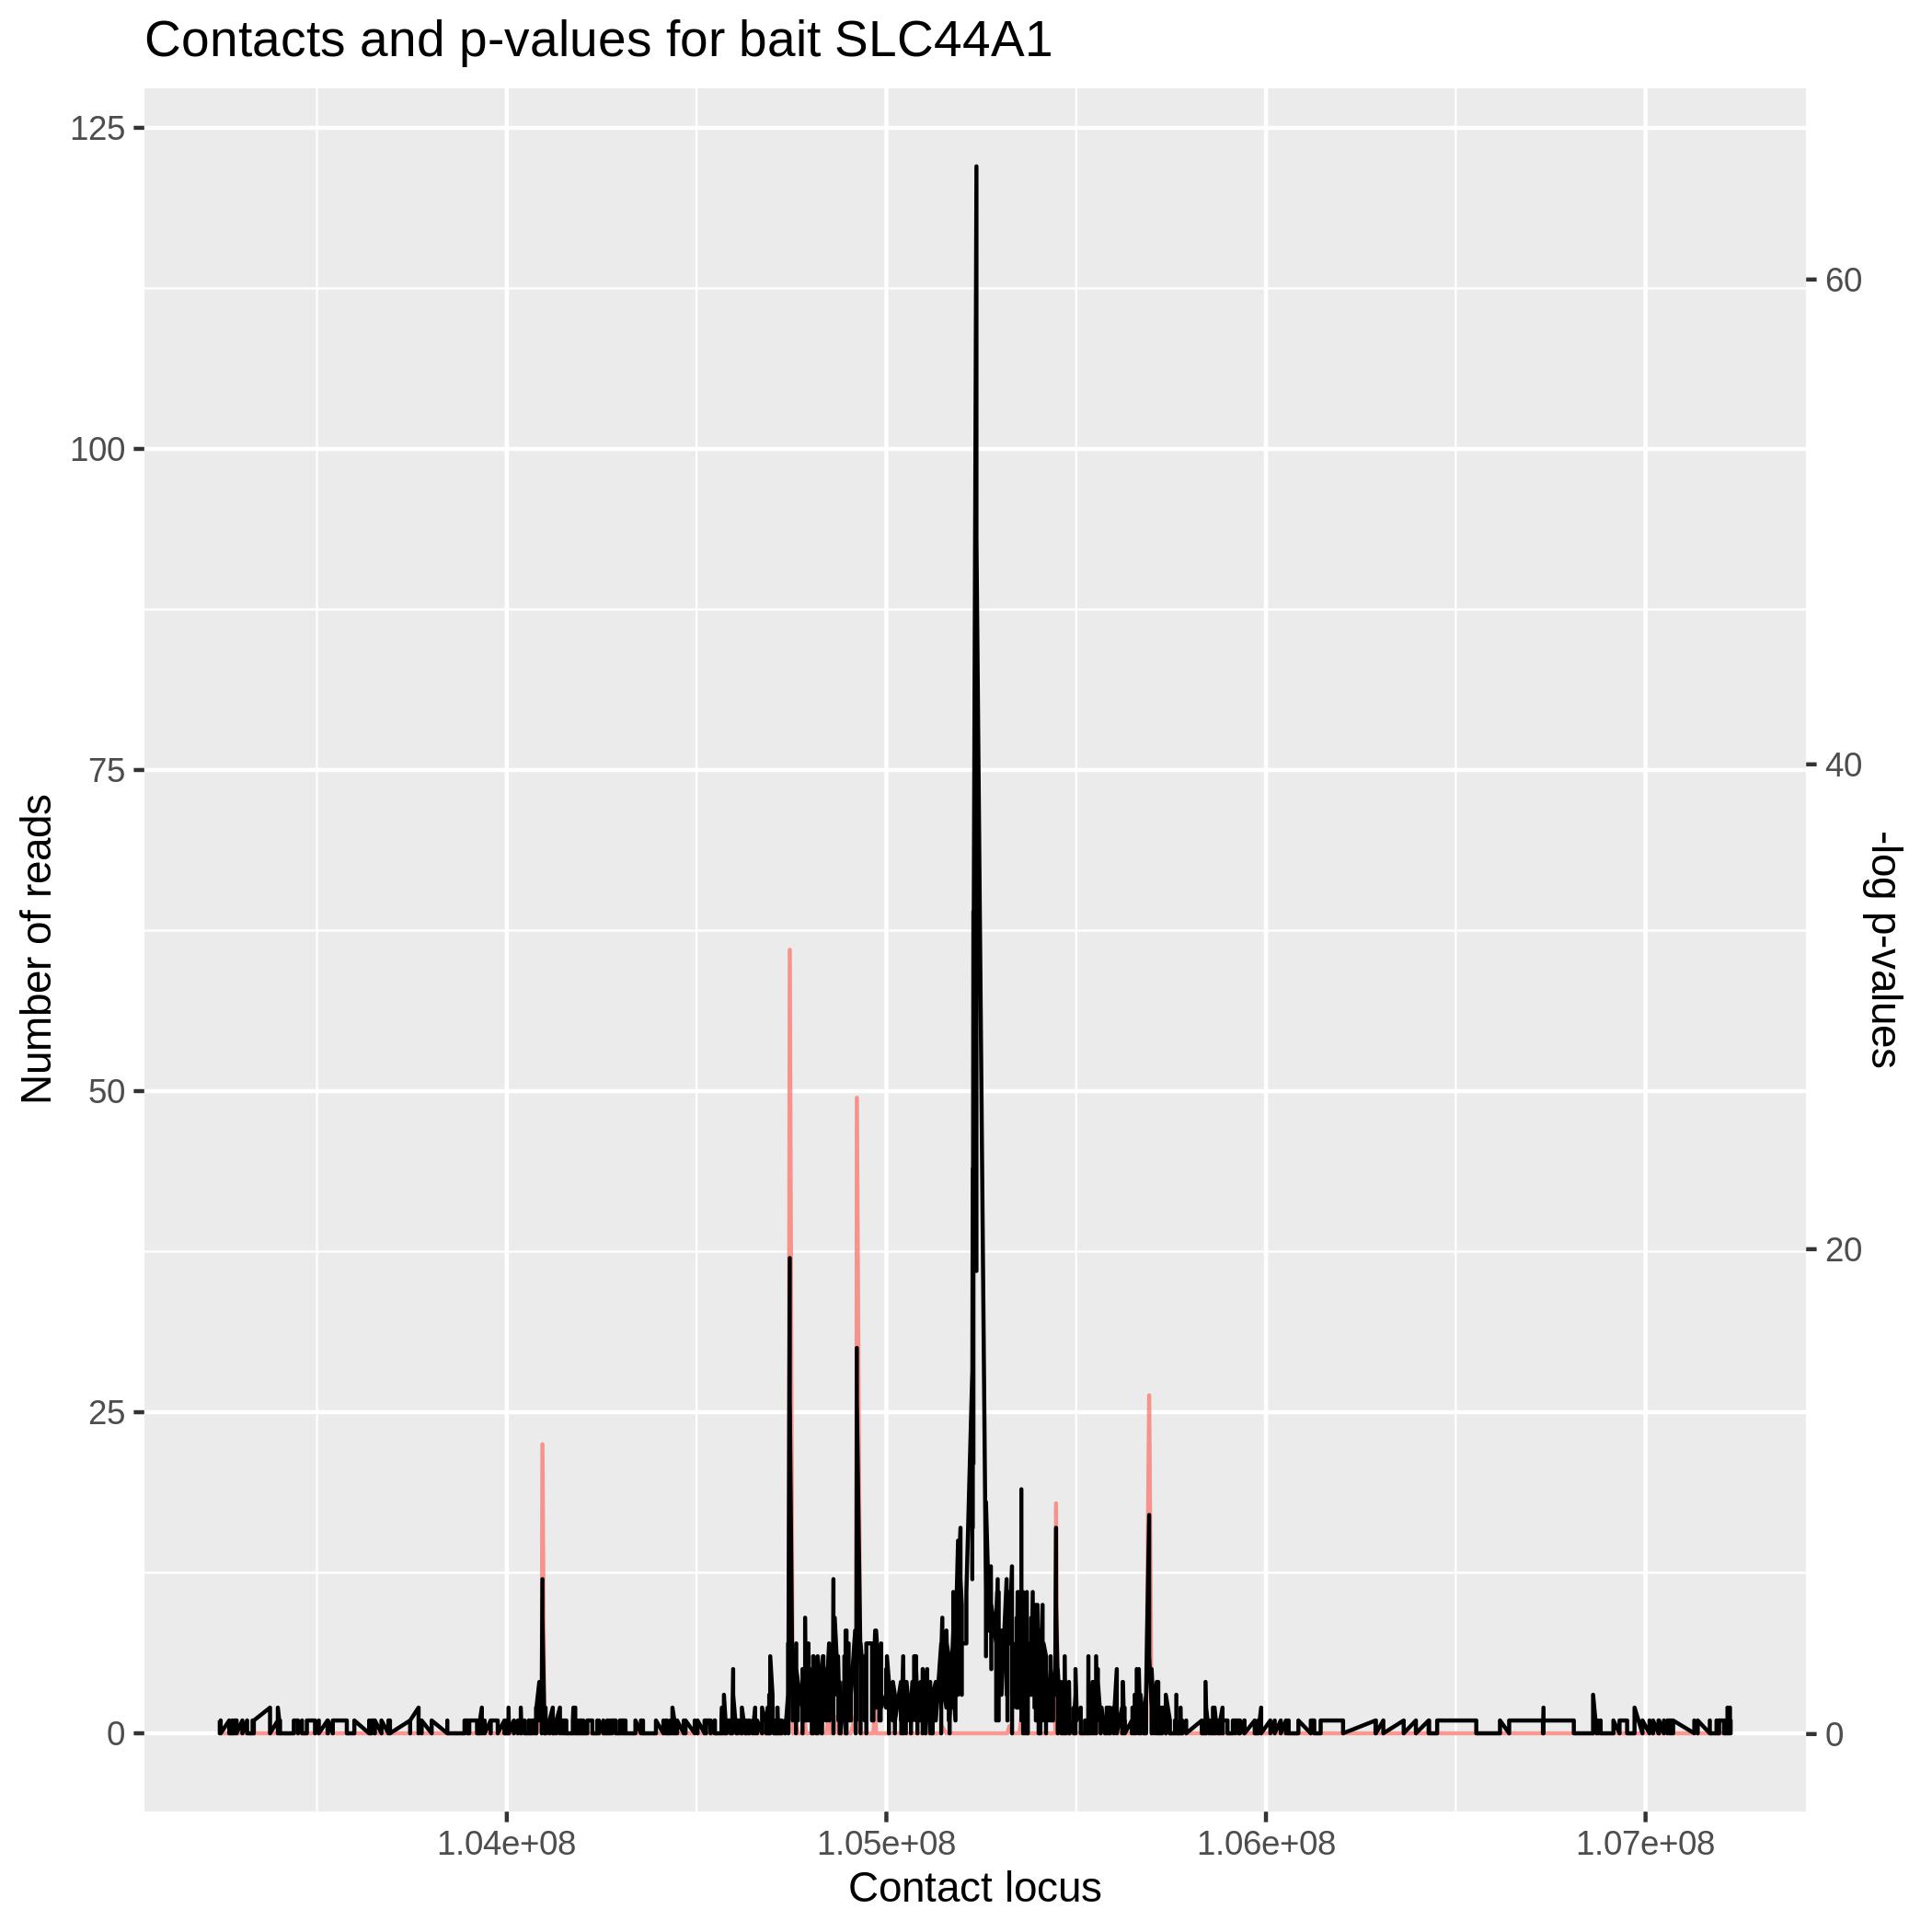 Contacts and p-values for bait SLC44A1
125
100
75
50
25
0
Number of reads
60
40
20
0
-log p-values
1.04e+08 1.05e+08 1.06e+08 1.07e+08
Contact locus